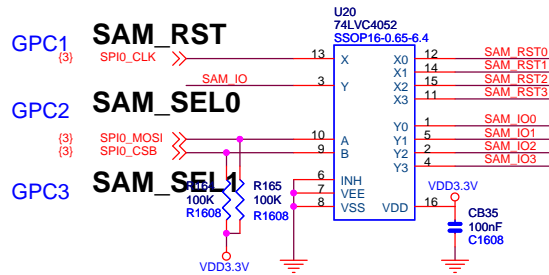 U20
74LVC4052
SSOP16-0.65-6.4
GPC1 SAM_RST
{3} SPI0_CLK 13 X X0 12 SAM_RST0
X1 14 SAM_RST1
SAM_IO 3 Y X2 15 SAM_RST2
X3 11 SAM_RST3
GPC2 SAM_SEL0
Y0 1 SAM_IO0
{3} SPI0_MOSI 10 A Y1 5 SAM_IO1
{3} SPI0_CSB 9 B Y2 2 SAM_IO2
Y3 4 SAM_IO3
GPC3 SAM_SEL1
R164 R165 6 INH
100K 100K 7 VEE VDD3.3V
R1608 R1608 8 VSS VDD 16
CB35
100nF
C1608
VDD3.3V